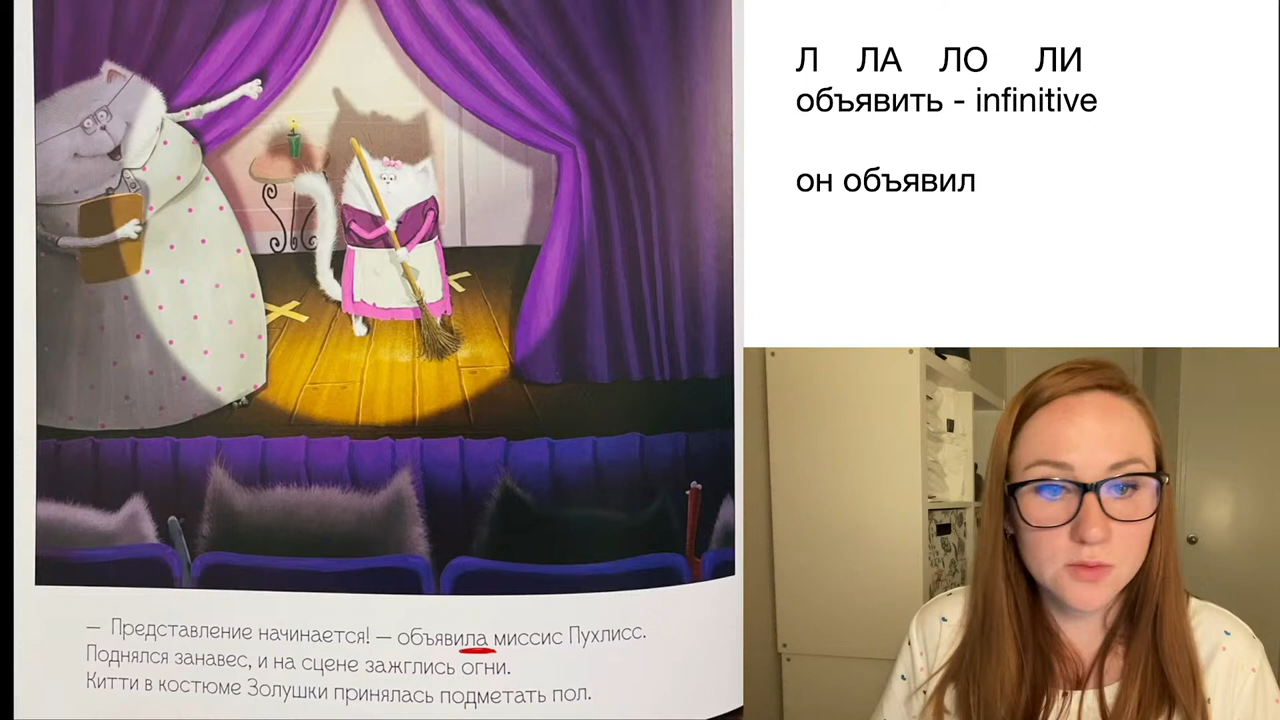 Л ЛА ЛО ЛИ
объявить - infinitive
он объявил
— Представление начинается! — объявила миссис Пухлисс.
Поднялся занавес, и на сцене зажглись огни.
Китти в костюме Золушки принялась подметать пол.